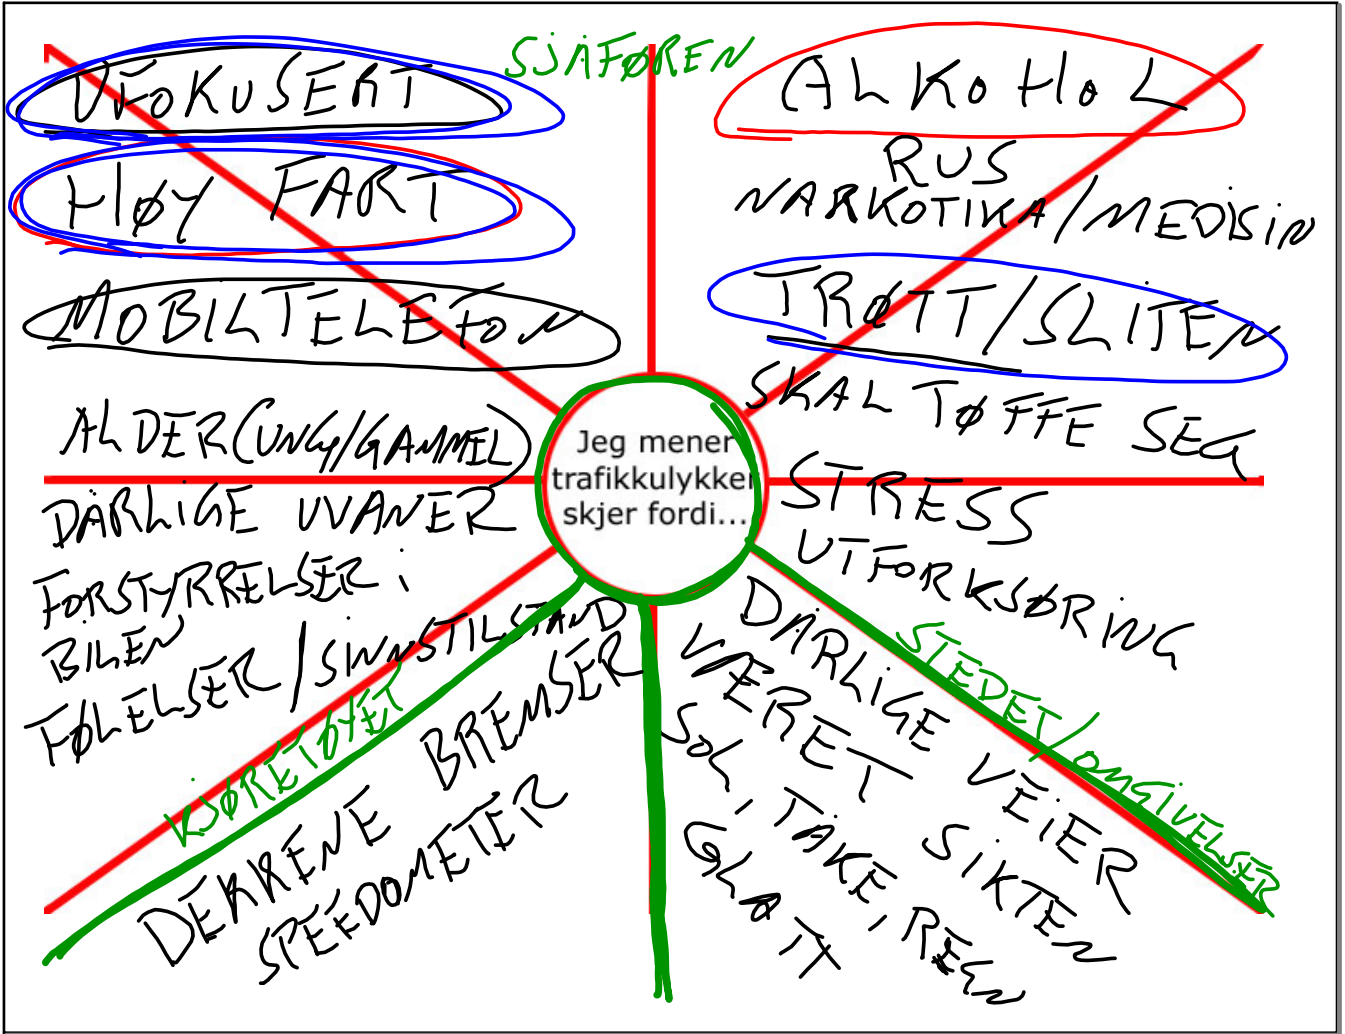 SJÅFØREN
UFOKUSERT
HØY FART
MOBILTELEFON
ALDER (UNG/GAMMEL)
DÅRLIGE UVANER
FORSTYRRELSER i
BILEN
FØLELSER/SINNSTILSTAND
ALKOHOL
RUS
NARKOTIKA/MEDISIN
TRØTT/SLITEN
SKAL TØFFE SEG
STRESS
UTFORKSØRING
Jeg mener
trafikkulykker
skjer fordi...
KJØRETØYET
BREMSER
DEKKENE
SPEEDOMETER
STEDET/OMGIVELSER
DÅRLIGE VEIER
VÆRET SIKTEN
SOL, TÅKE, REGN
GLATT